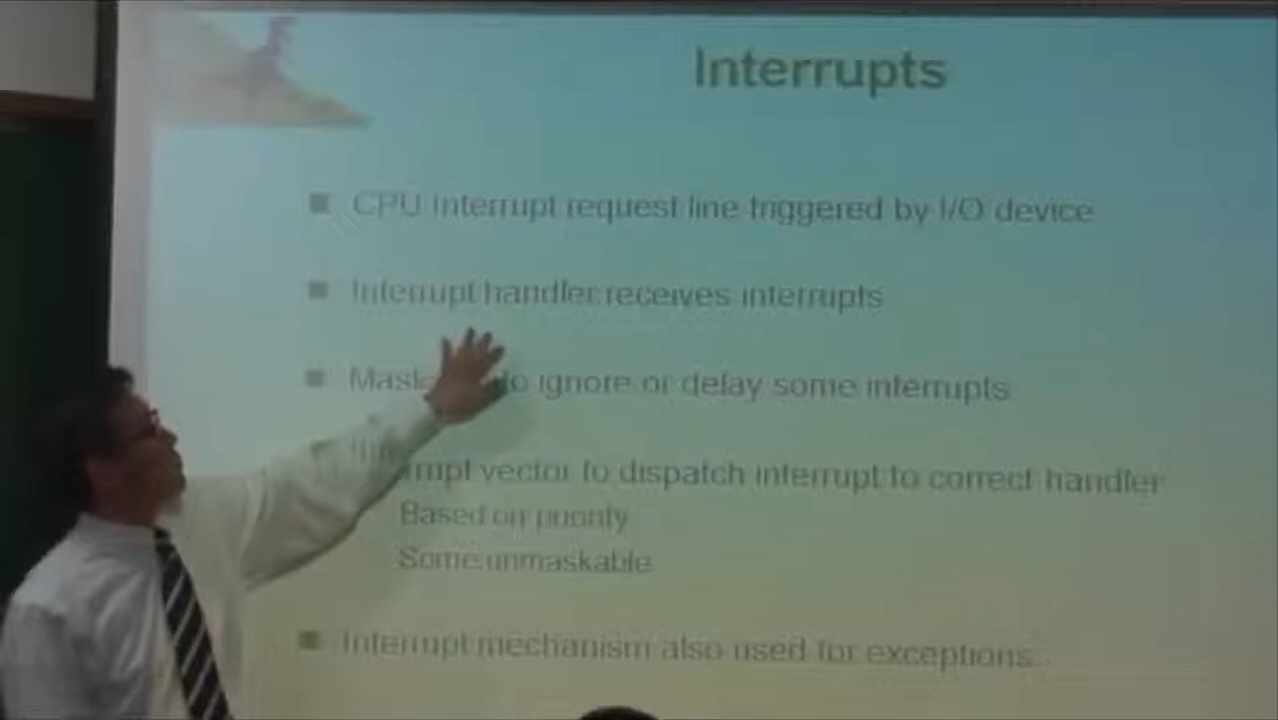 Interrupts
CPU Interrupt request line triggered by I/O device
Interrupt handler receives interrupts
to ignore or delay some interrupts
vector to dispatch interrupt to correct handler
Based on priority
Some unmaskable
Interrupt mechanism also used for exceptions